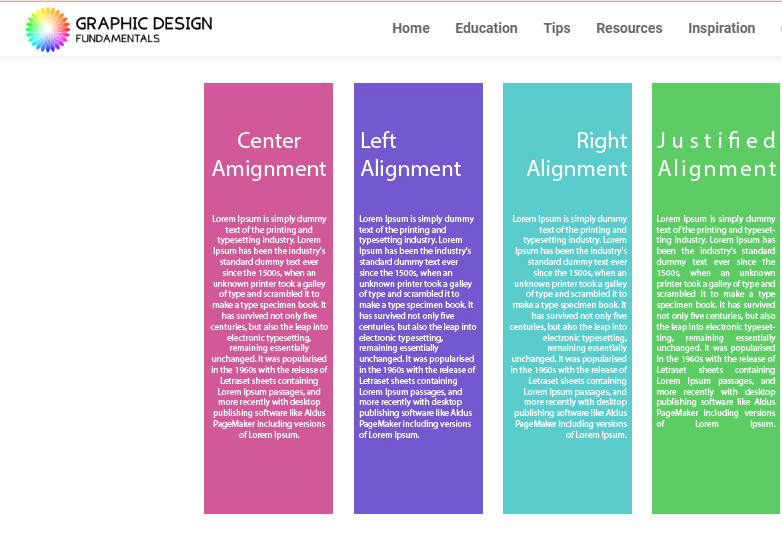 GRAPHIC DESIGN
FUNDAMENTALS
Home Education Tips Resources Inspiration
Center
Amignment
Lorem Ipsum is simply dummy
text of the printing and
typesetting industry. Lorem
Ipsum has been the industry's
standard dummy text ever
since the 1500s, when an
unknown printer took a galley
of type and scrambled it to
make a type specimen book. It
has survived not only five
centuries, but also the leap into
electronic typesetting,
remaining essentially
unchanged. It was popularised
in the 1960s with the release of
Letraset sheets containing
Lorem Ipsum passages, and
more recently with desktop
publishing software like Aldus
PageMaker including versions
of Lorem Ipsum.
Left
Alignment
Lorem Ipsum is simply dummy
text of the printing and
typesetting industry. Lorem
Ipsum has been the industry's
standard dummy text ever
since the 1500s, when an
unknown printer took a galley
of type and scrambled it to
make a type specimen book. It
has survived not only five
centuries, but also the leap into
electronic typesetting,
remaining essentially
unchanged. It was popularised
in the 1960s with the release of
Letraset sheets containing
Lorem Ipsum passages, and
more recently with desktop
publishing software like Aldus
PageMaker including versions
of Lorem Ipsum.
Right
Alignment
Lorem Ipsum is simply dummy
text of the printing and
typesetting industry. Lorem
Ipsum has been the industry's
standard dummy text ever
since the 1500s, when an
unknown printer took a galley
of type and scrambled it to
make a type specimen book. It
has survived not only five
centuries, but also the leap into
electronic typesetting,
remaining essentially
unchanged. It was popularised
in the 1960s with the release of
Letraset sheets containing
Lorem Ipsum passages, and
more recently with desktop
publishing software like Aldus
PageMaker including versions
of Lorem Ipsum.
Justified
Alignment
Lorem Ipsum is simply dummy
text of the printing and typeset-
ting industry. Lorem Ipsum has
been the industry's standard
dummy text ever since the
1500s, when an unknown
printer took a galley of type and
scrambled it to make a type
specimen book. It has survived
not only five centuries, but also
the leap into electronic typeset-
ting, remaining essentially
unchanged. It was popularised
in the 1960s with the release of
Letraset sheets containing
Lorem Ipsum passages, and
more recently with desktop
publishing software like Aldus
PageMaker including versions
of Lorem Ipsum.